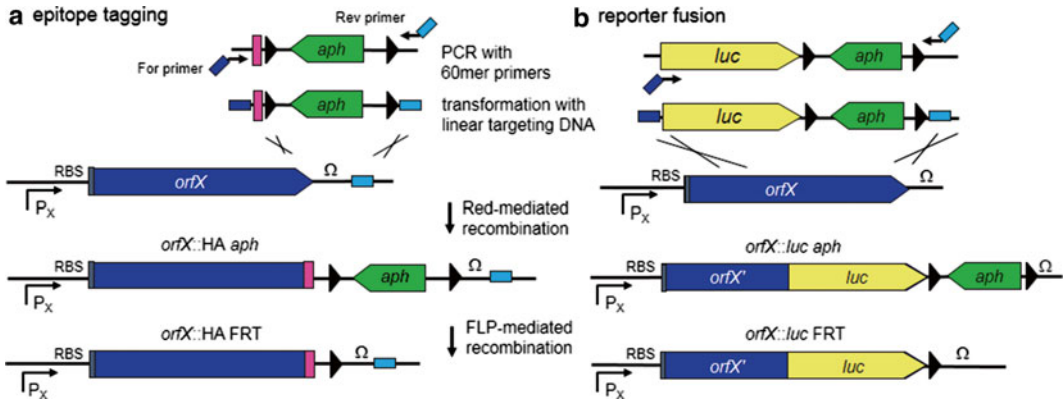 a epitope tagging
Rev primer
aph
For primer
PCR with
60mer primers
aph
transformation with
linear targeting DNA
RBS
orfX
Ω
PX
Red-mediated
recombination
orfX::HA aph
RBS
aph
Ω
PX
FLP-mediated
recombination
orfX::HA FRT
RBS
Ω
PX
b reporter fusion
luc
aph
luc
aph
RBS
orfX
Ω
PX
orfX::luc aph
RBS
orfX'
luc
aph
Ω
PX
orfX::luc FRT
RBS
orfX'
luc
Ω
PX